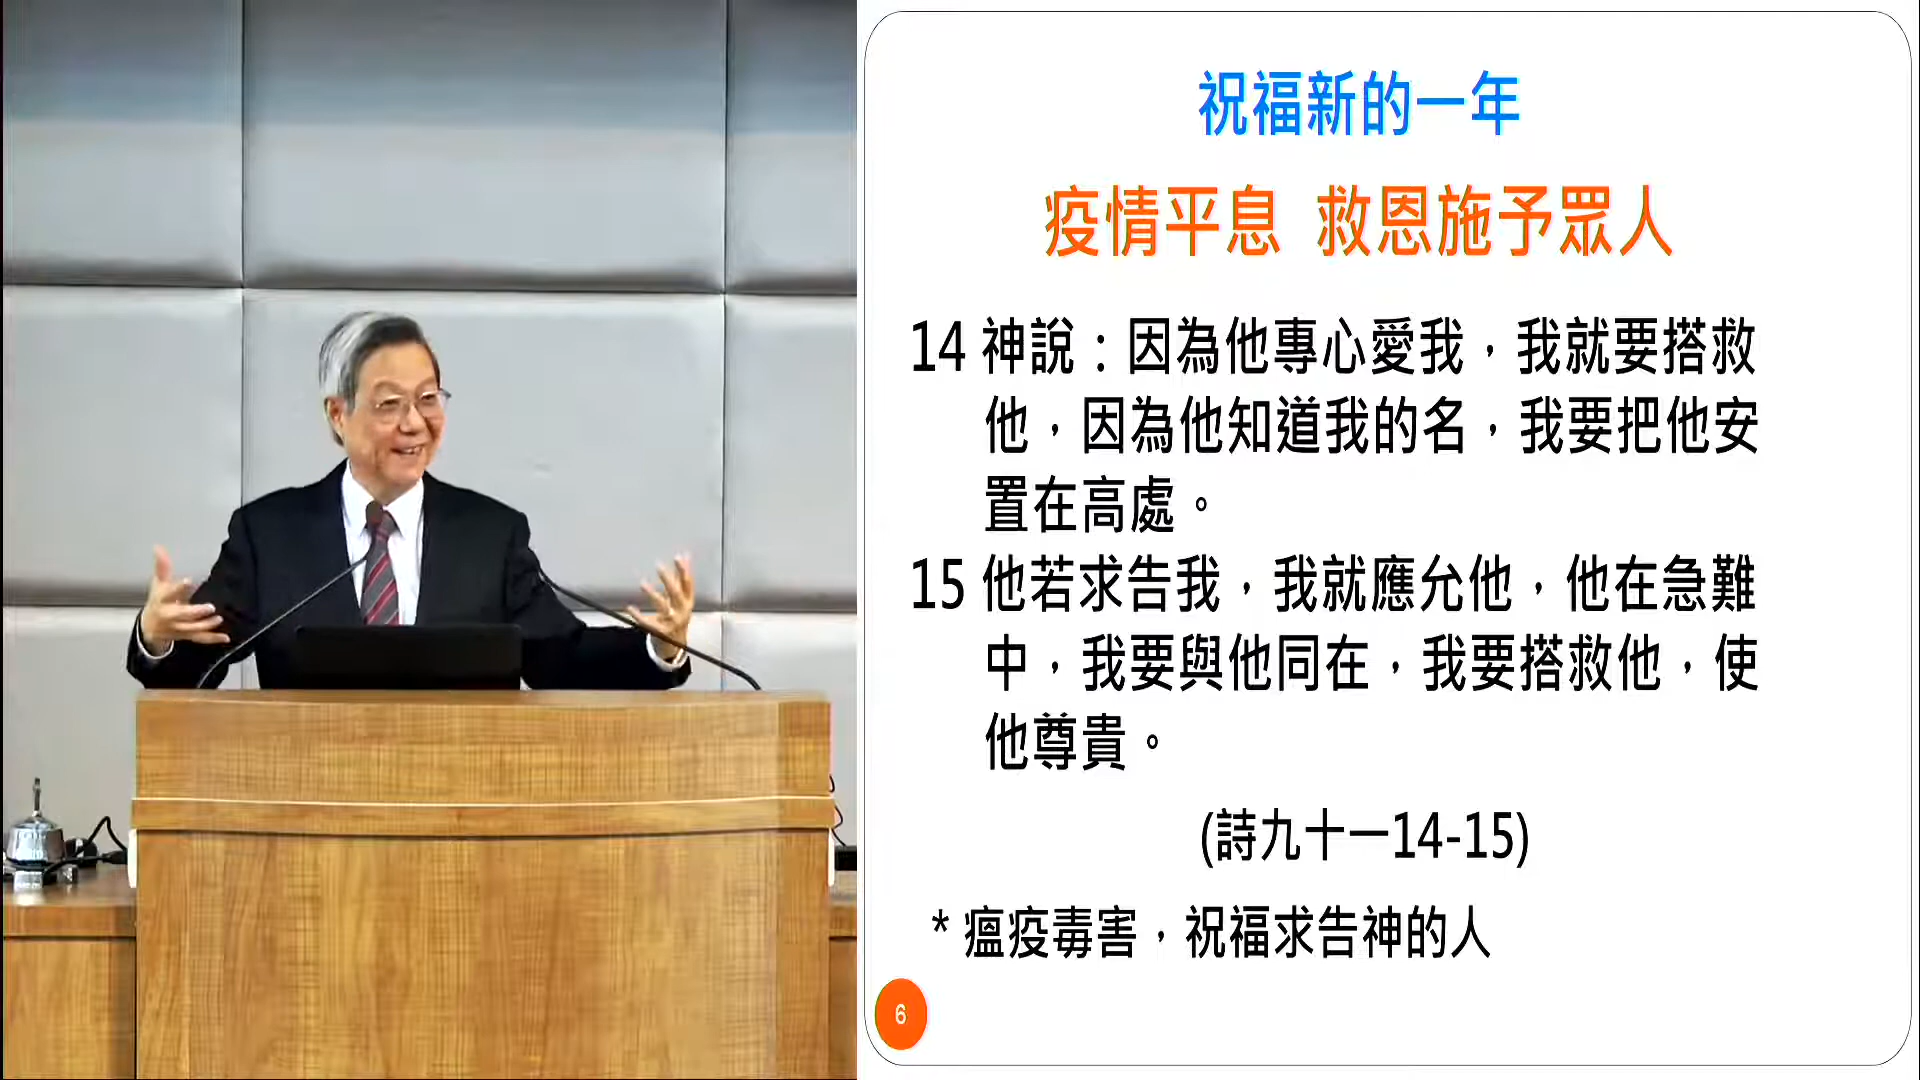 祝福新的一年
疫情平息 救恩施予眾人
14 神說：因為他專心愛我，我就要搭救
他，因為他知道我的名，我要把他安
置在高處。
15 他若求告我，我就應允他，他在急難
中，我要與他同在，我要搭救他，使
他尊貴。
(詩九十一14-15)
* 瘟疫毒害，祝福求告神的人
6